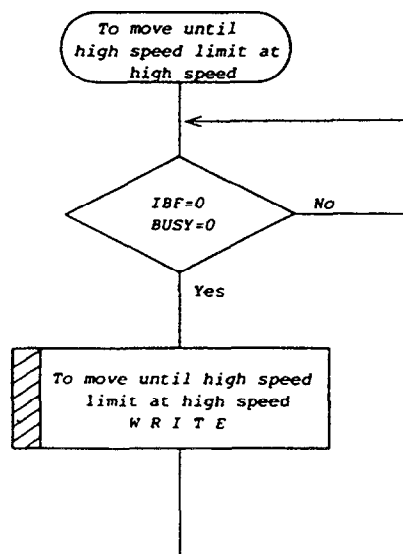 To move until
high speed limit at
high speed
IBF=0
BUSY=0
No
Yes
To move until high speed
limit at high speed
W R I T E